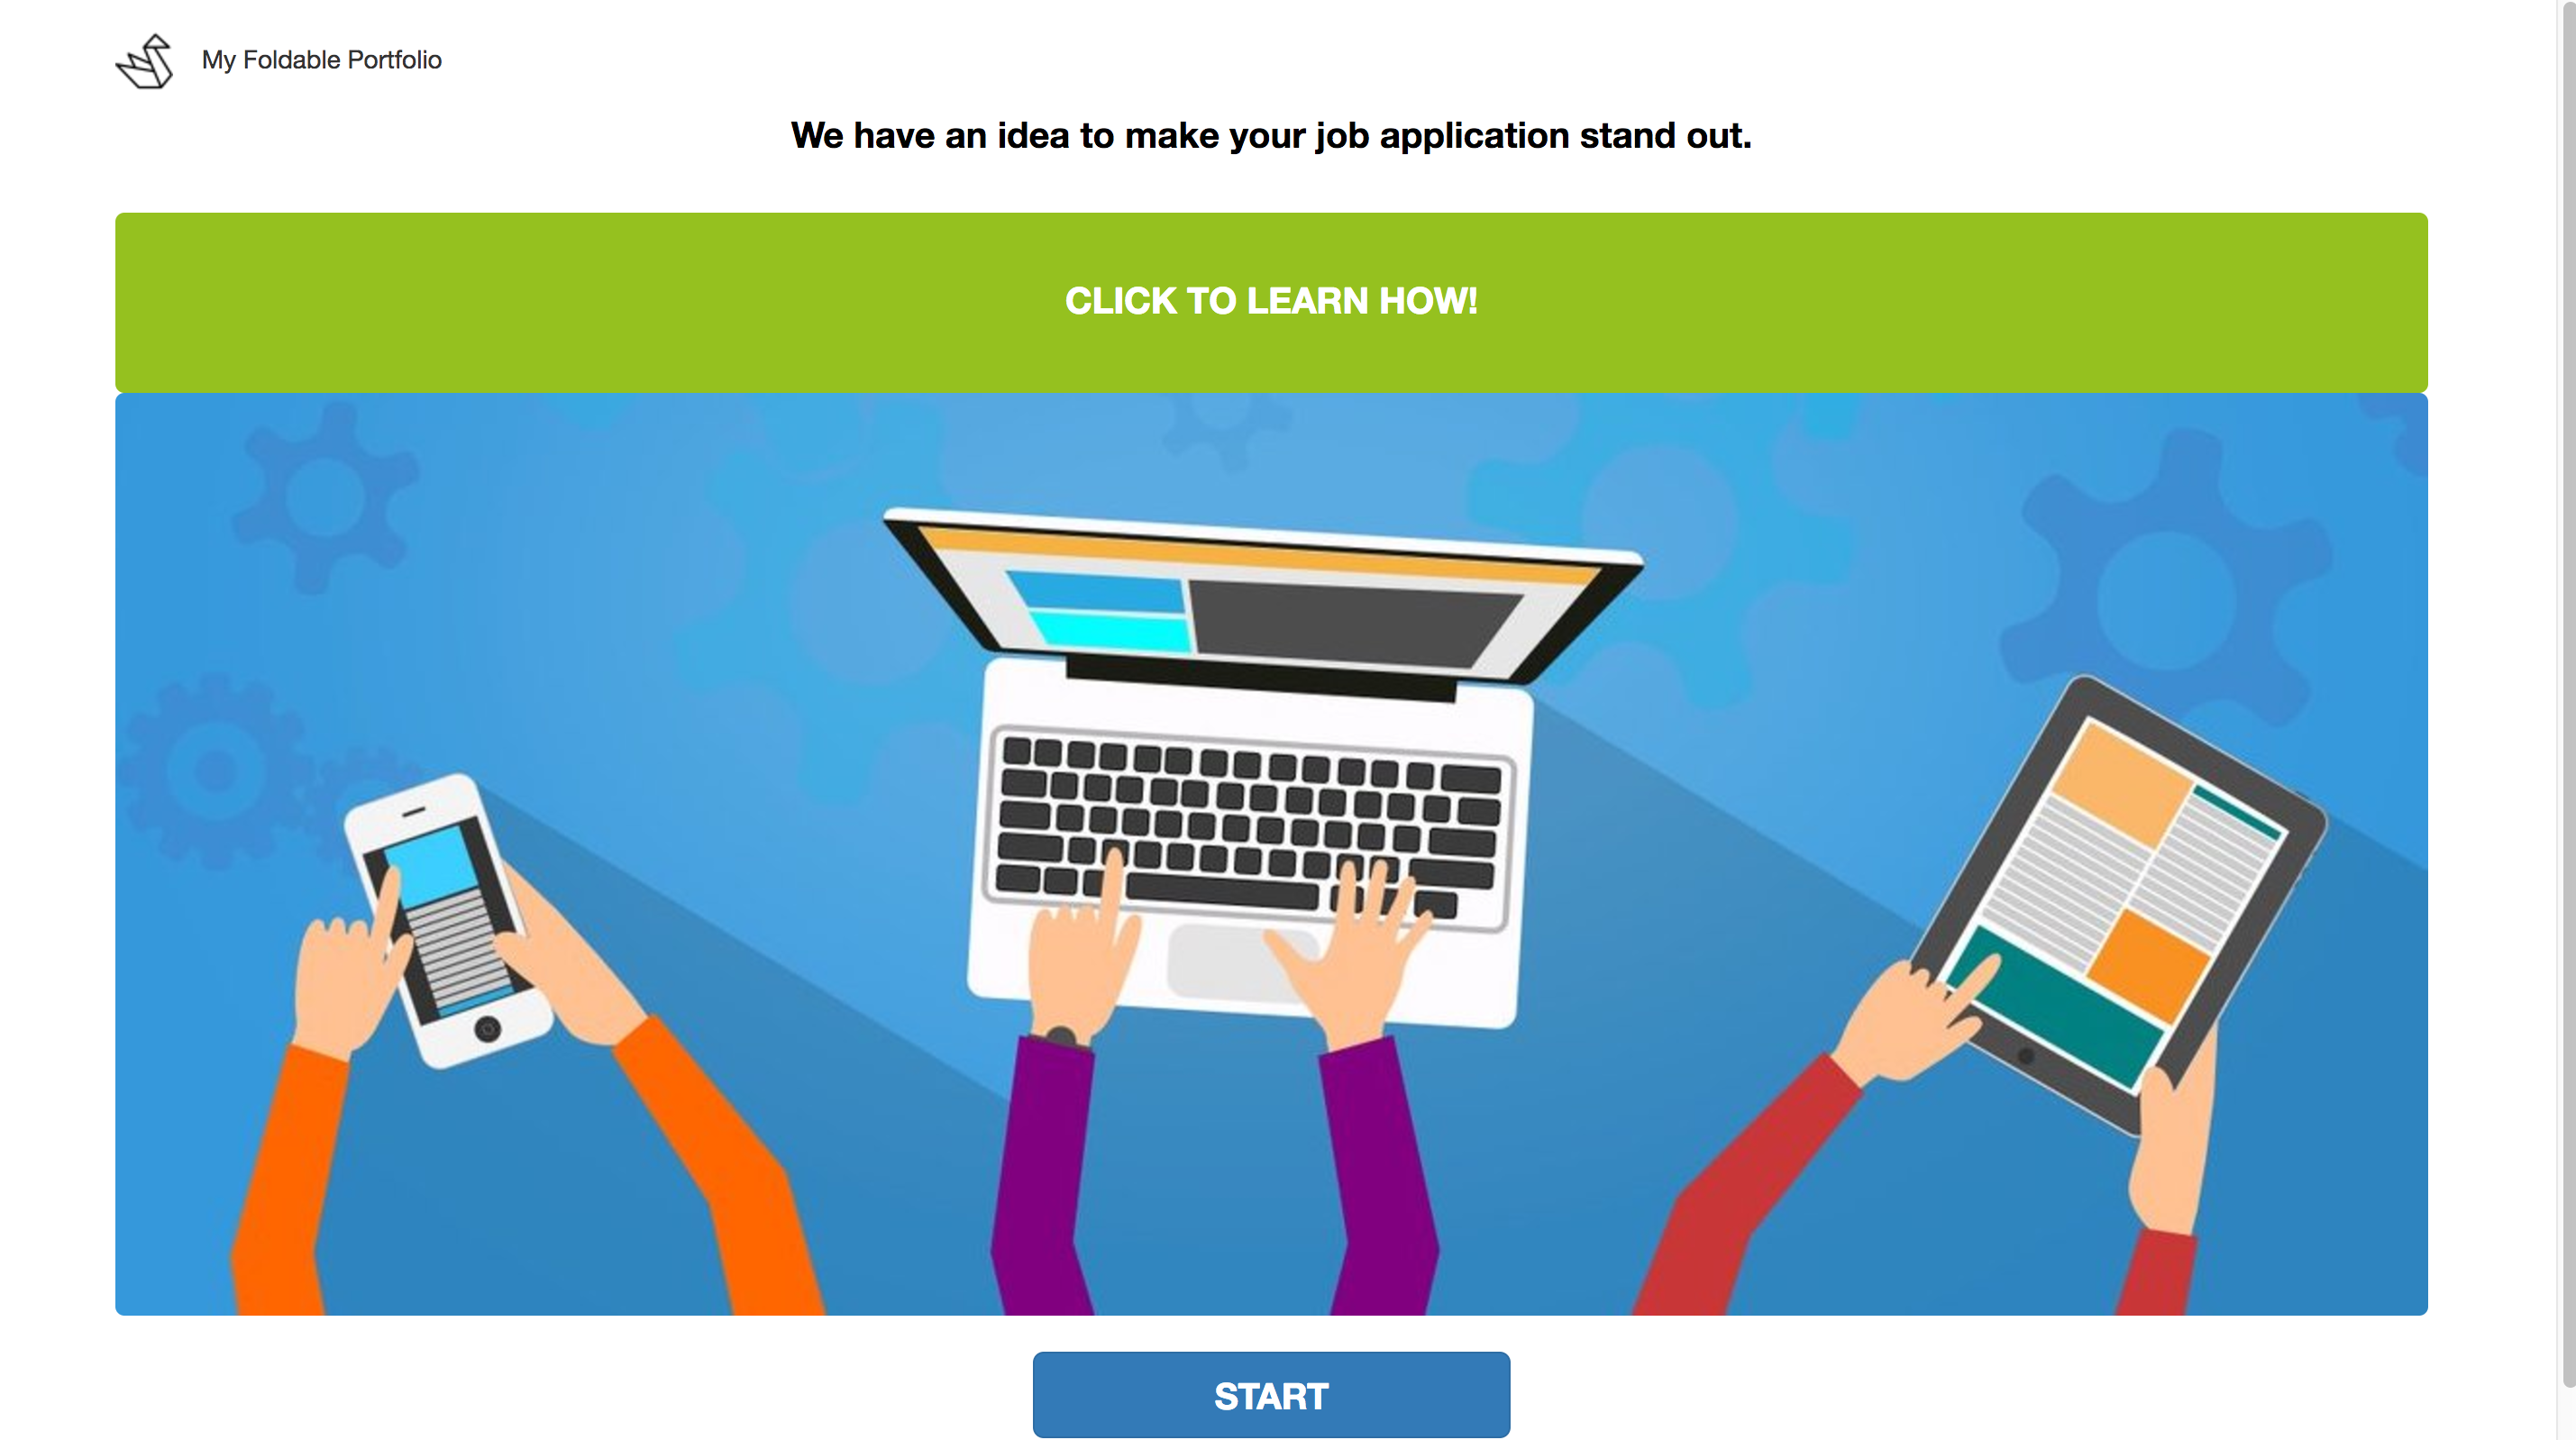 My Foldable Portfolio
We have an idea to make your job application stand out.
CLICK TO LEARN HOW!
START